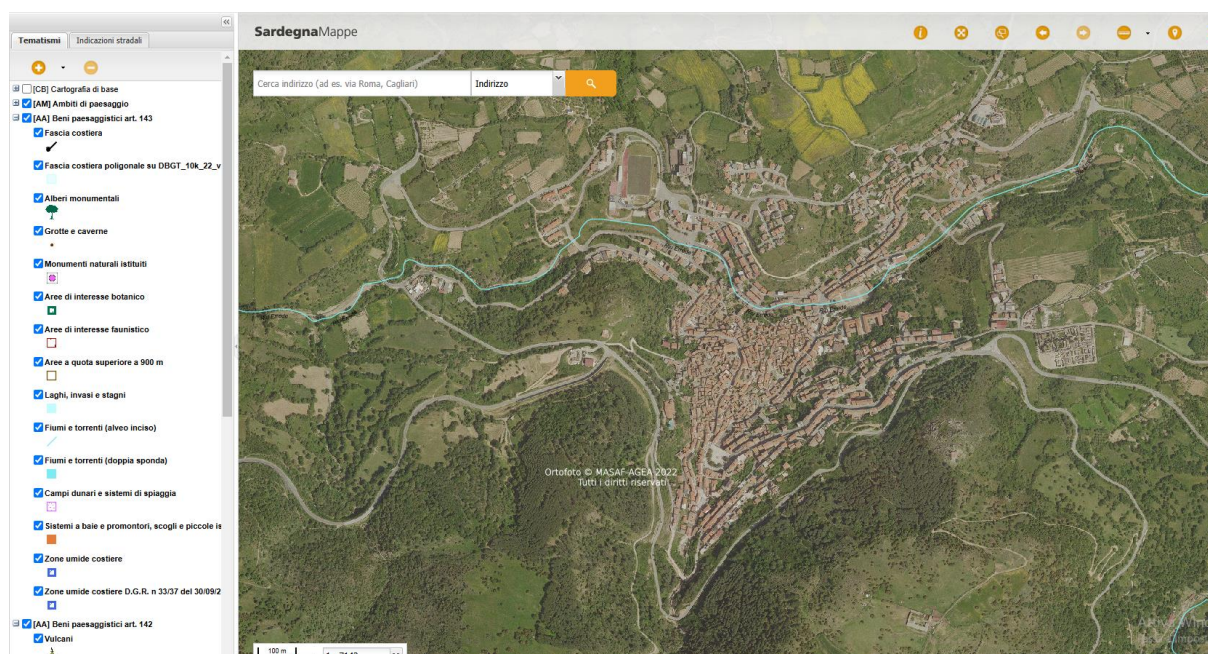 SardegnaMappe
Tematismi
Indicazioni stradali
Cerca indirizzo (ad es. via Roma, Cagliari)
Indirizzo
[CB] Cartografia di base
[AM] Ambiti di paesaggio
[AA] Beni paesaggistici art. 143
Fascia costiera
Fascia costiera poligonale su DBGT_10k_22_v
Alberi monumentali
Grotte e caverne
Monumenti naturali istituiti
Aree di interesse botanico
Aree di interesse faunistico
Aree a quota superiore a 900 m
Laghi, invasi e stagni
Fiumi e torrenti (alveo inciso)
Fiumi e torrenti (doppia sponda)
Campi dunari e sistemi di spiaggia
Sistemi a baie e promontori, scogli e piccole is
Zone umide costiere
Zone umide costiere D.G.R. n 33/37 del 30/09/2
[AA] Beni paesaggistici art. 142
Vulcani
Ortofoto © MASAF-AGEA 2022
Tutti i diritti riservati
100 m